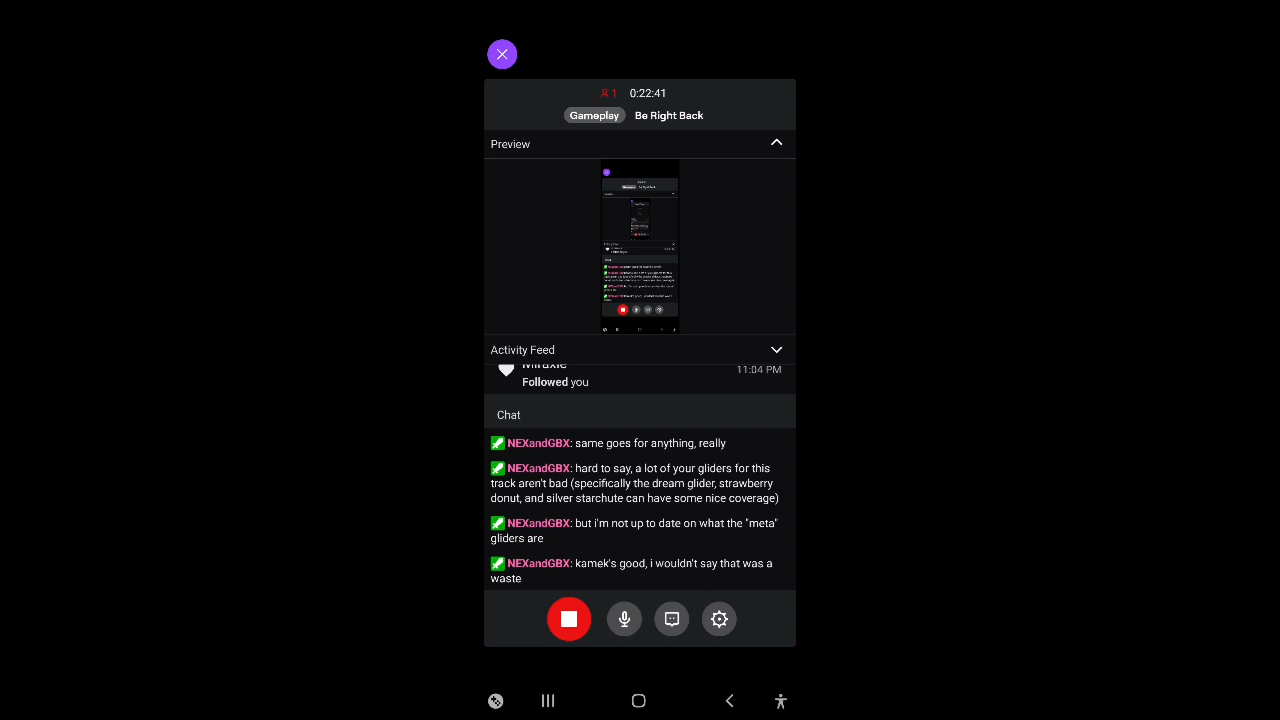 1 0:22:41
Gameplay Be Right Back
Preview
Activity Feed
11:04 PM
Followed you
Chat
NEXandGBX: same goes for anything, really
NEXandGBX: hard to say, a lot of your gliders for this
track aren't bad (specifically the dream glider, strawberry
donut, and silver starchute can have some nice coverage)
NEXandGBX: but i'm not up to date on what the "meta"
gliders are
NEXandGBX: kamek's good, i wouldn't say that was a
waste